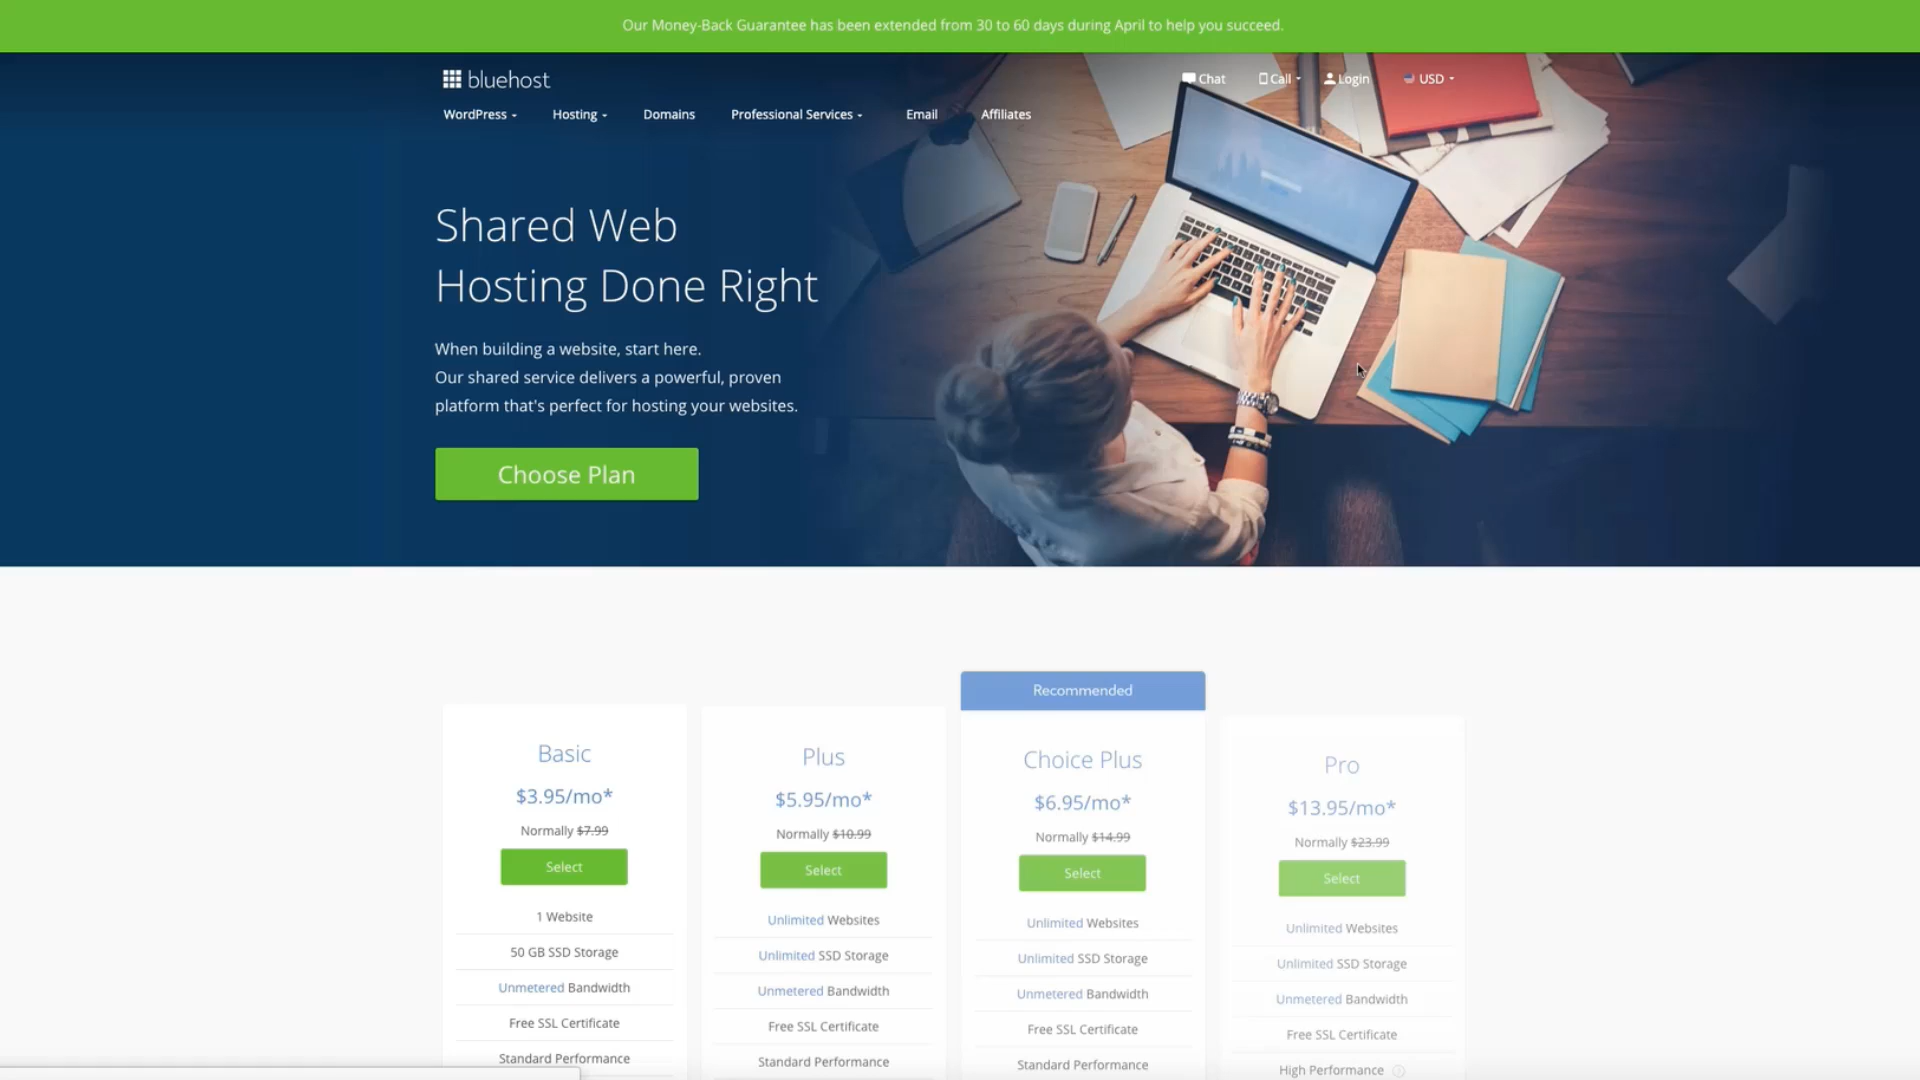 Our Money-Back Guarantee has been extended from 30 to 60 days during April to help you succeed.
bluehost
Chat
Call
Login
USD
WordPress
Hosting
Domains
Professional Services
Email
Affiliates
Shared Web
Hosting Done Right
When building a website, start here.
Our shared service delivers a powerful, proven
platform that's perfect for hosting your websites.
Choose Plan
Basic
$3.95/mo*
Normally $7.99
Select
1 Website
50 GB SSD Storage
Unmetered Bandwidth
Free SSL Certificate
Standard Performance
Plus
$5.95/mo*
Normally $10.99
Select
Unlimited Websites
Unlimited SSD Storage
Unmetered Bandwidth
Free SSL Certificate
Standard Performance
Recommended
Choice Plus
$6.95/mo*
Normally $14.99
Select
Unlimited Websites
Unlimited SSD Storage
Unmetered Bandwidth
Free SSL Certificate
Standard Performance
Pro
$13.95/mo*
Normally $23.99
Select
Unlimited Websites
Unlimited SSD Storage
Unmetered Bandwidth
Free SSL Certificate
High Performance